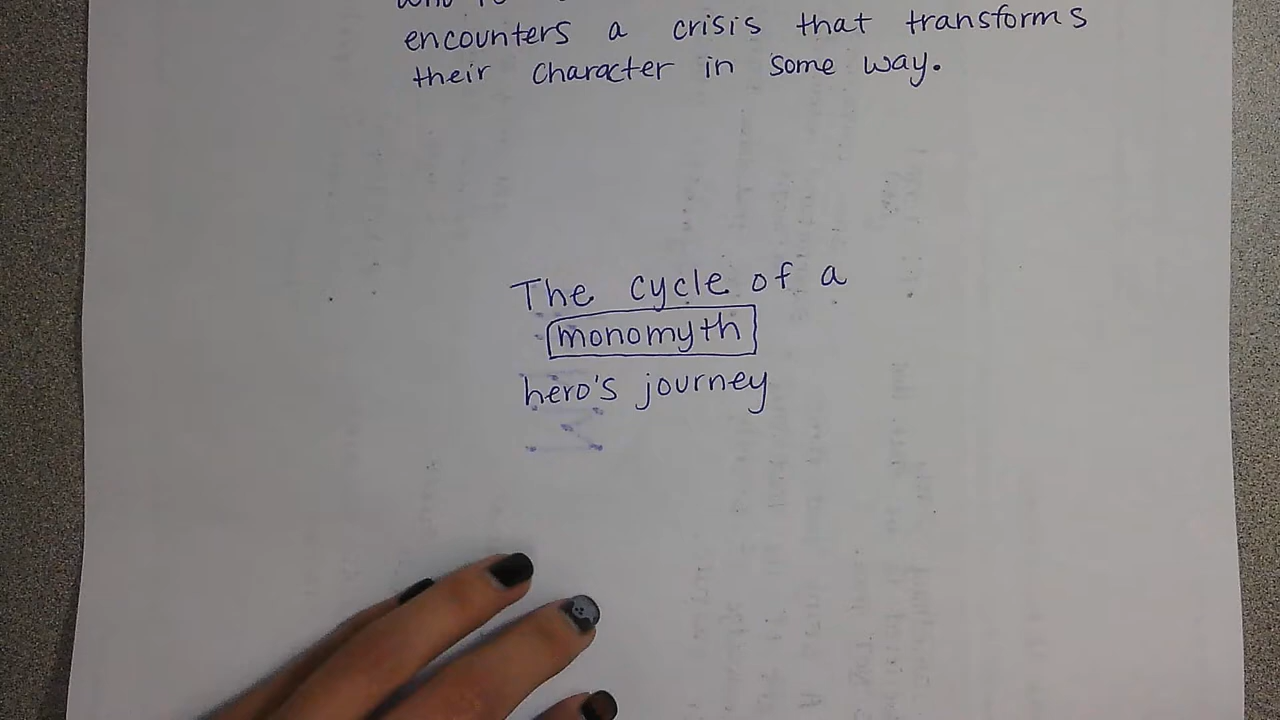 encounters a crisis that transforms
their character in some way.
The cycle of a
monomyth
hero's journey